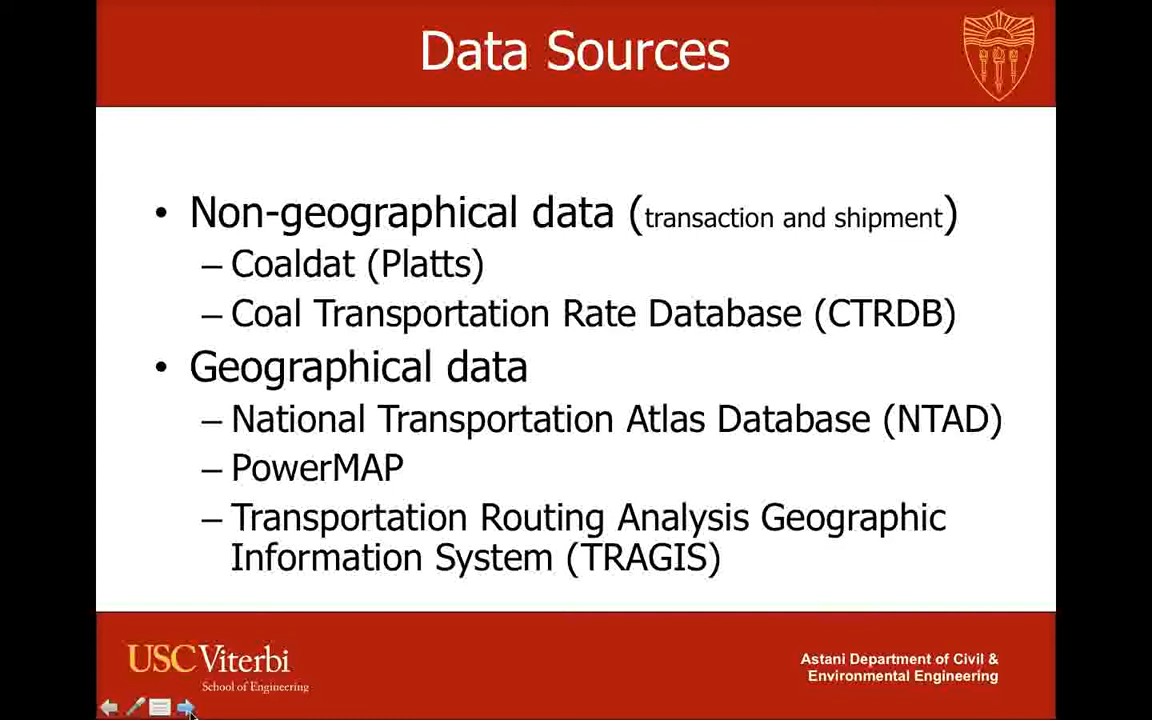 Data Sources
• Non-geographical data (transaction and shipment)
– Coaldat (Platts)
– Coal Transportation Rate Database (CTRDB)
• Geographical data
– National Transportation Atlas Database (NTAD)
– PowerMAP
– Transportation Routing Analysis Geographic
Information System (TRAGIS)
USC Viterbi
School of Engineering
Astani Department of Civil &
Environmental Engineering